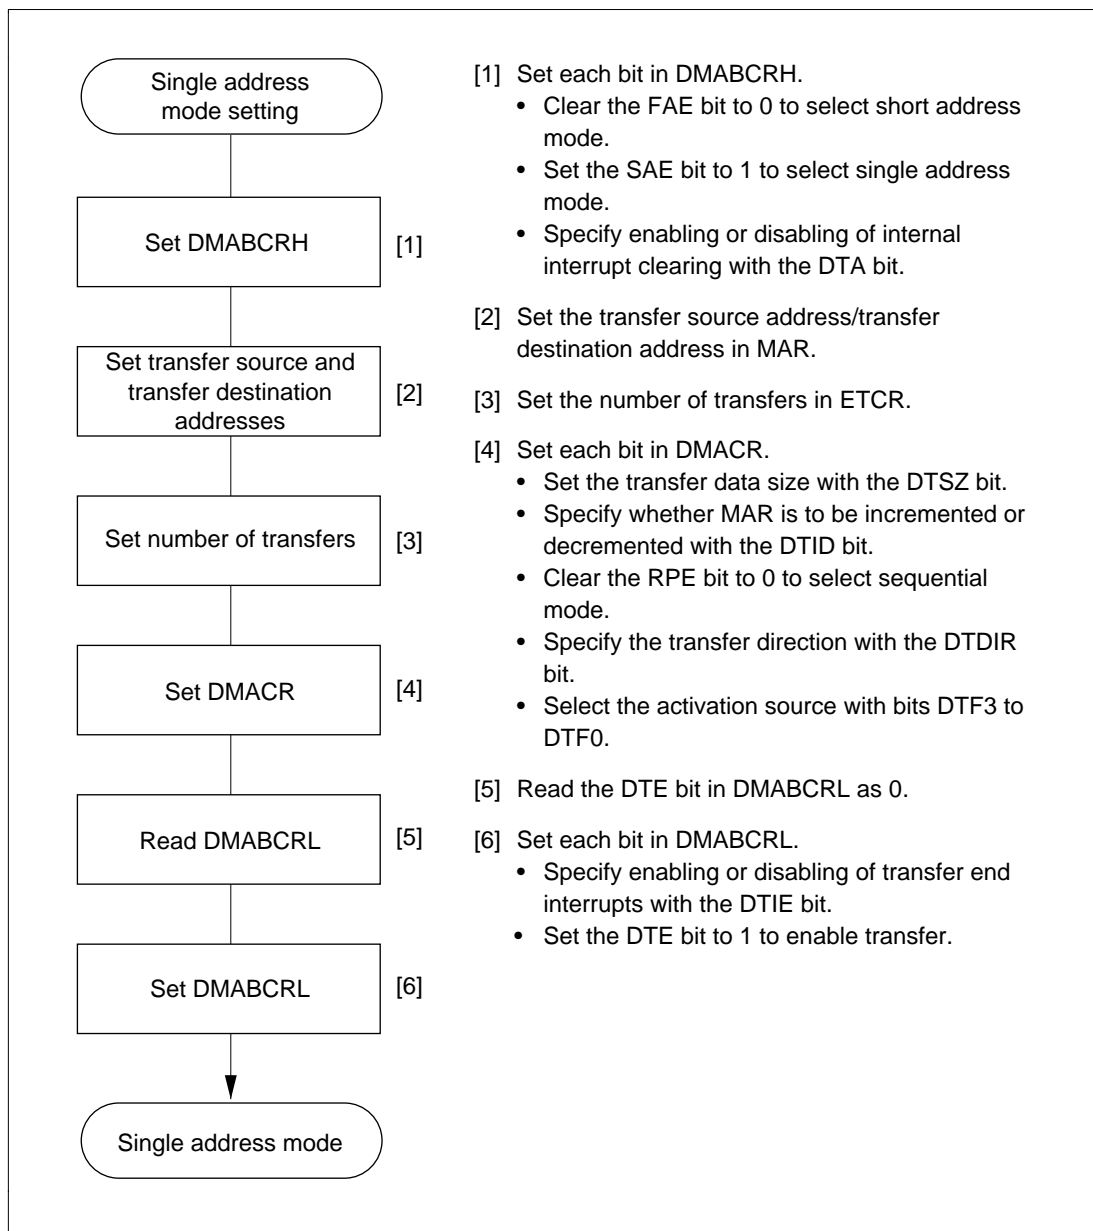 Single address
mode setting
Set DMABCRH
[1]
Set transfer source and
transfer destination
addresses
[2]
Set number of transfers
[3]
Set DMACR
[4]
Read DMABCRL
[5]
Set DMABCRL
[6]
Single address mode
[1] Set each bit in DMABCRH.
• Clear the FAE bit to 0 to select short address
mode.
• Set the SAE bit to 1 to select single address
mode.
• Specify enabling or disabling of internal
interrupt clearing with the DTA bit.
[2] Set the transfer source address/transfer
destination address in MAR.
[3] Set the number of transfers in ETCR.
[4] Set each bit in DMACR.
• Set the transfer data size with the DTSZ bit.
• Specify whether MAR is to be incremented or
decremented with the DTID bit.
• Clear the RPE bit to 0 to select sequential
mode.
• Specify the transfer direction with the DTDIR
bit.
• Select the activation source with bits DTF3 to
DTF0.
[5] Read the DTE bit in DMABCRL as 0.
[6] Set each bit in DMABCRL.
• Specify enabling or disabling of transfer end
interrupts with the DTIE bit.
• Set the DTE bit to 1 to enable transfer.